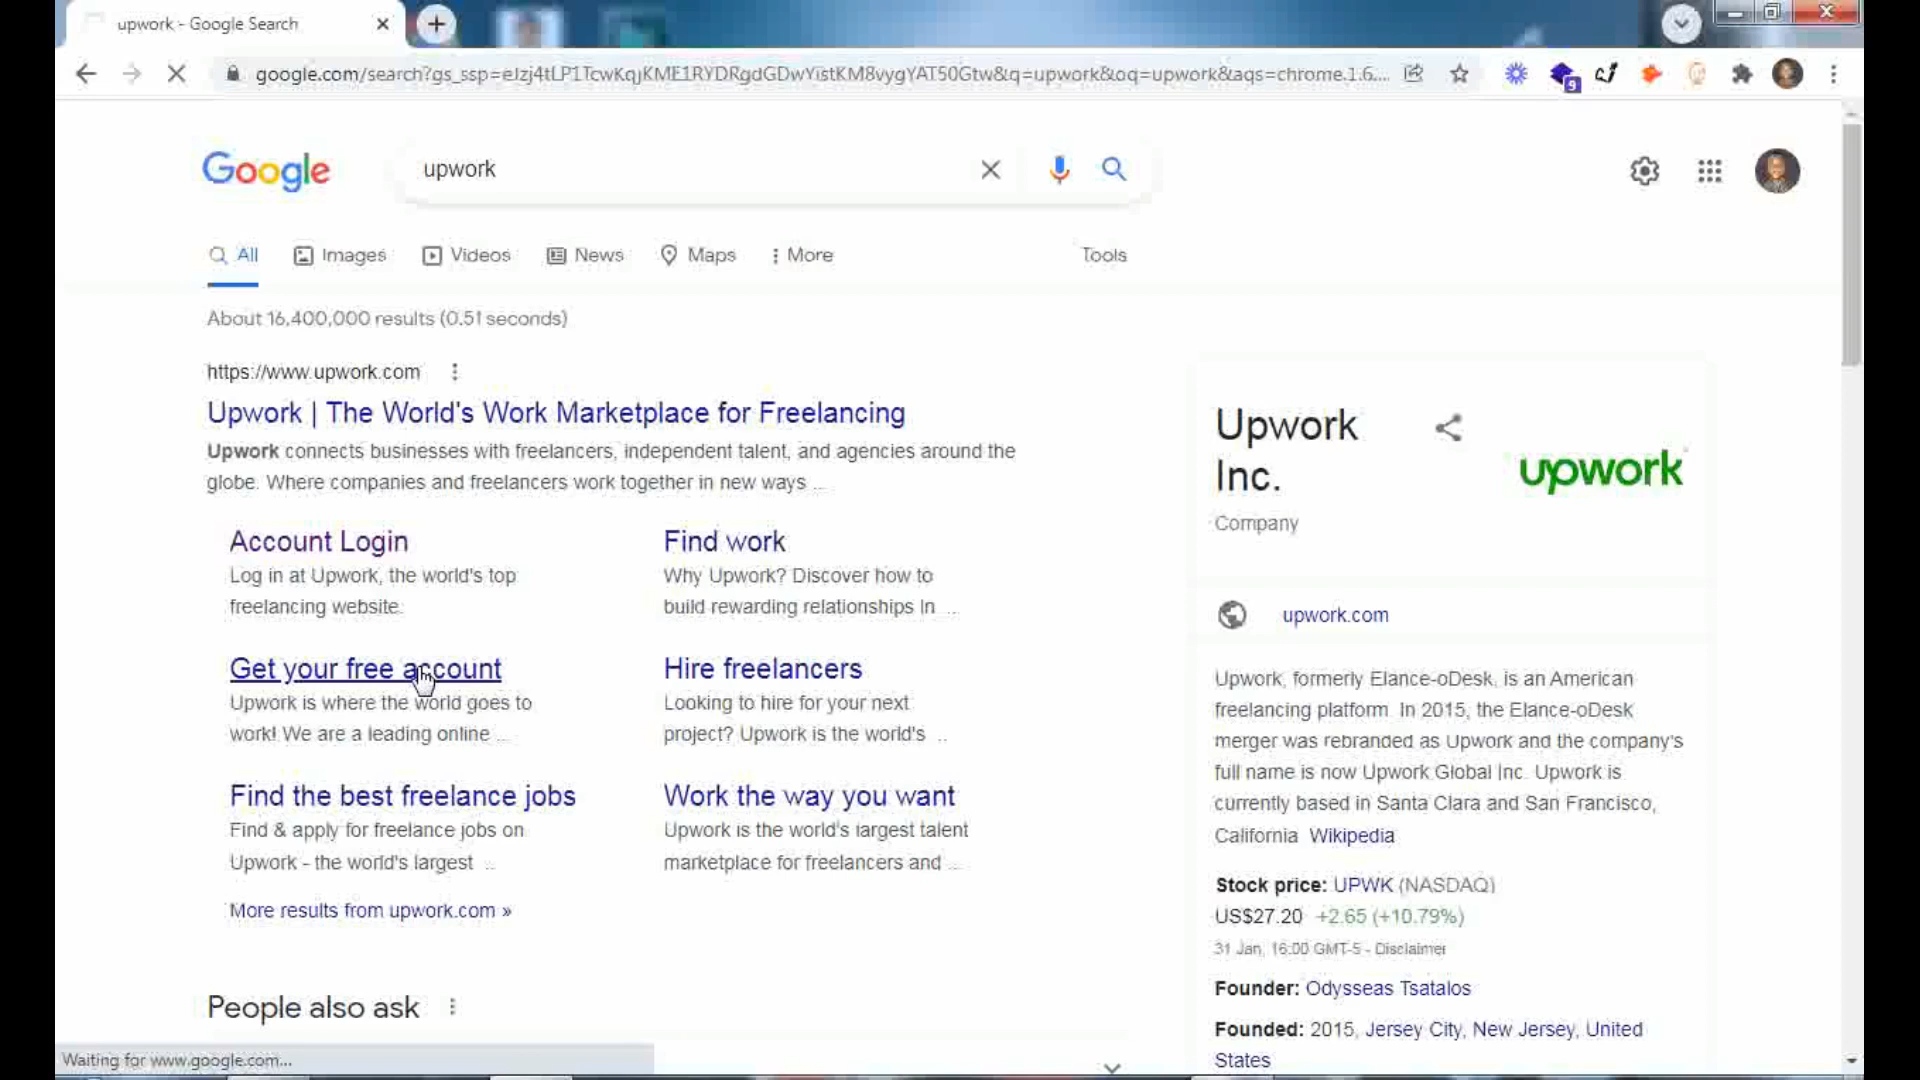 upwork - Google Search
google.com/search?gs_ssp=eJzj4tLP1TcwKqjKME1RYDRgdGDwYistKM8vygYAT50Gtw&q=upwork&oq=upwork&aqs=chrome.1.6....
9
Google
upwork
All Images Videos News Maps More Tools
About 16,400,000 results (0.51 seconds)
https://www.upwork.com
Upwork | The World's Work Marketplace for Freelancing
Upwork connects businesses with freelancers, independent talent, and agencies around the
globe. Where companies and freelancers work together in new ways ...
Account Login
Log in at Upwork, the world's top
freelancing website.
Find work
Why Upwork? Discover how to
build rewarding relationships In ...
Get your free account
Upwork is where the world goes to
work! We are a leading online ...
Hire freelancers
Looking to hire for your next
project? Upwork is the world's ...
Find the best freelance jobs
Find & apply for freelance jobs on
Upwork - the world's largest ...
Work the way you want
Upwork is the world's largest talent
marketplace for freelancers and ...
More results from upwork.com »
People also ask
Upwork
Inc.
Company
upwork
upwork.com
Upwork, formerly Elance-oDesk, is an American
freelancing platform. In 2015, the Elance-oDesk
merger was rebranded as Upwork and the company's
full name is now Upwork Global Inc. Upwork is
currently based in Santa Clara and San Francisco,
California Wikipedia
Stock price: UPWK (NASDAQ)
US$27.20 +2.65 (+10.79%)
31 Jan, 16:00 GMT-5 - Disclaimer
Founder: Odysseas Tsatalos
Founded: 2015, Jersey City, New Jersey, United
States
Waiting for www.google.com...